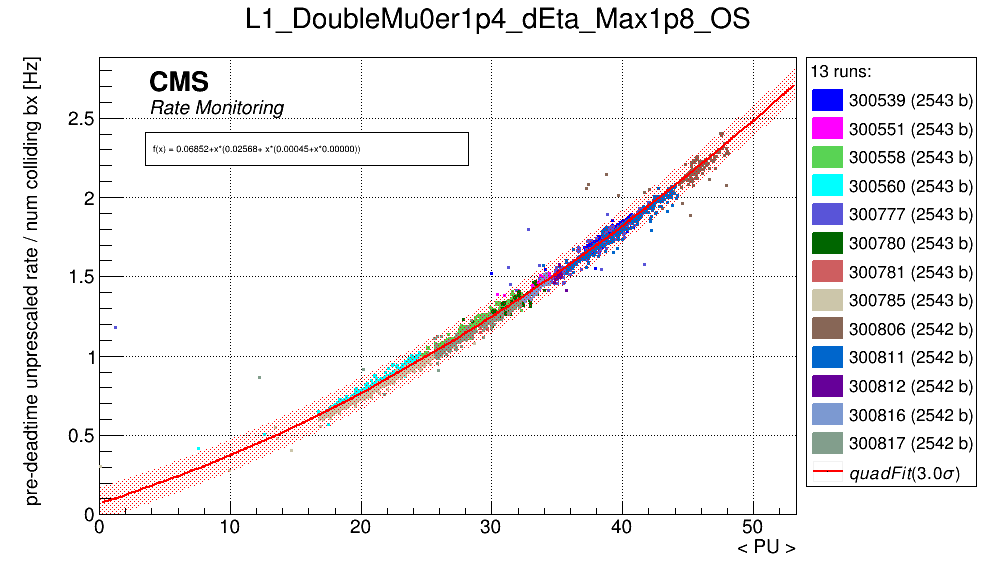 L1_DoubleMu0er1p4_dEta_Max1p8_OS
pre-deadtime unprescaled rate / num colliding bx [Hz]
CMS
Rate Monitoring
f(x) = 0.06852+x*(0.02568+ x*(0.00045+x*0.00000))
2.5
2
1.5
1
0.5
0
0 10 20 30 40 50
< PU >
13 runs:
300539 (2543 b)
300551 (2543 b)
300558 (2543 b)
300560 (2543 b)
300777 (2543 b)
300780 (2543 b)
300781 (2543 b)
300785 (2543 b)
300806 (2542 b)
300811 (2542 b)
300812 (2542 b)
300816 (2542 b)
300817 (2542 b)
quadFit(3.0σ)